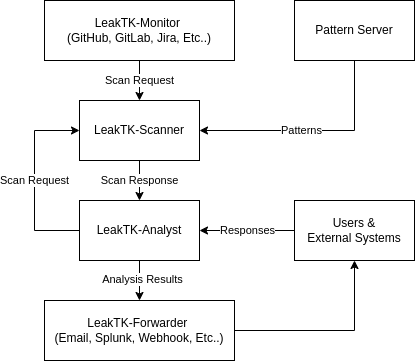 LeakTK-Monitor
(GitHub, GitLab, Jira, Etc..)
Pattern Server
Scan Request
LeakTK-Scanner
Patterns
Scan Request
Scan Response
LeakTK-Analyst
Responses
Users &
External Systems
Analysis Results
LeakTK-Forwarder
(Email, Splunk, Webhook, Etc..)